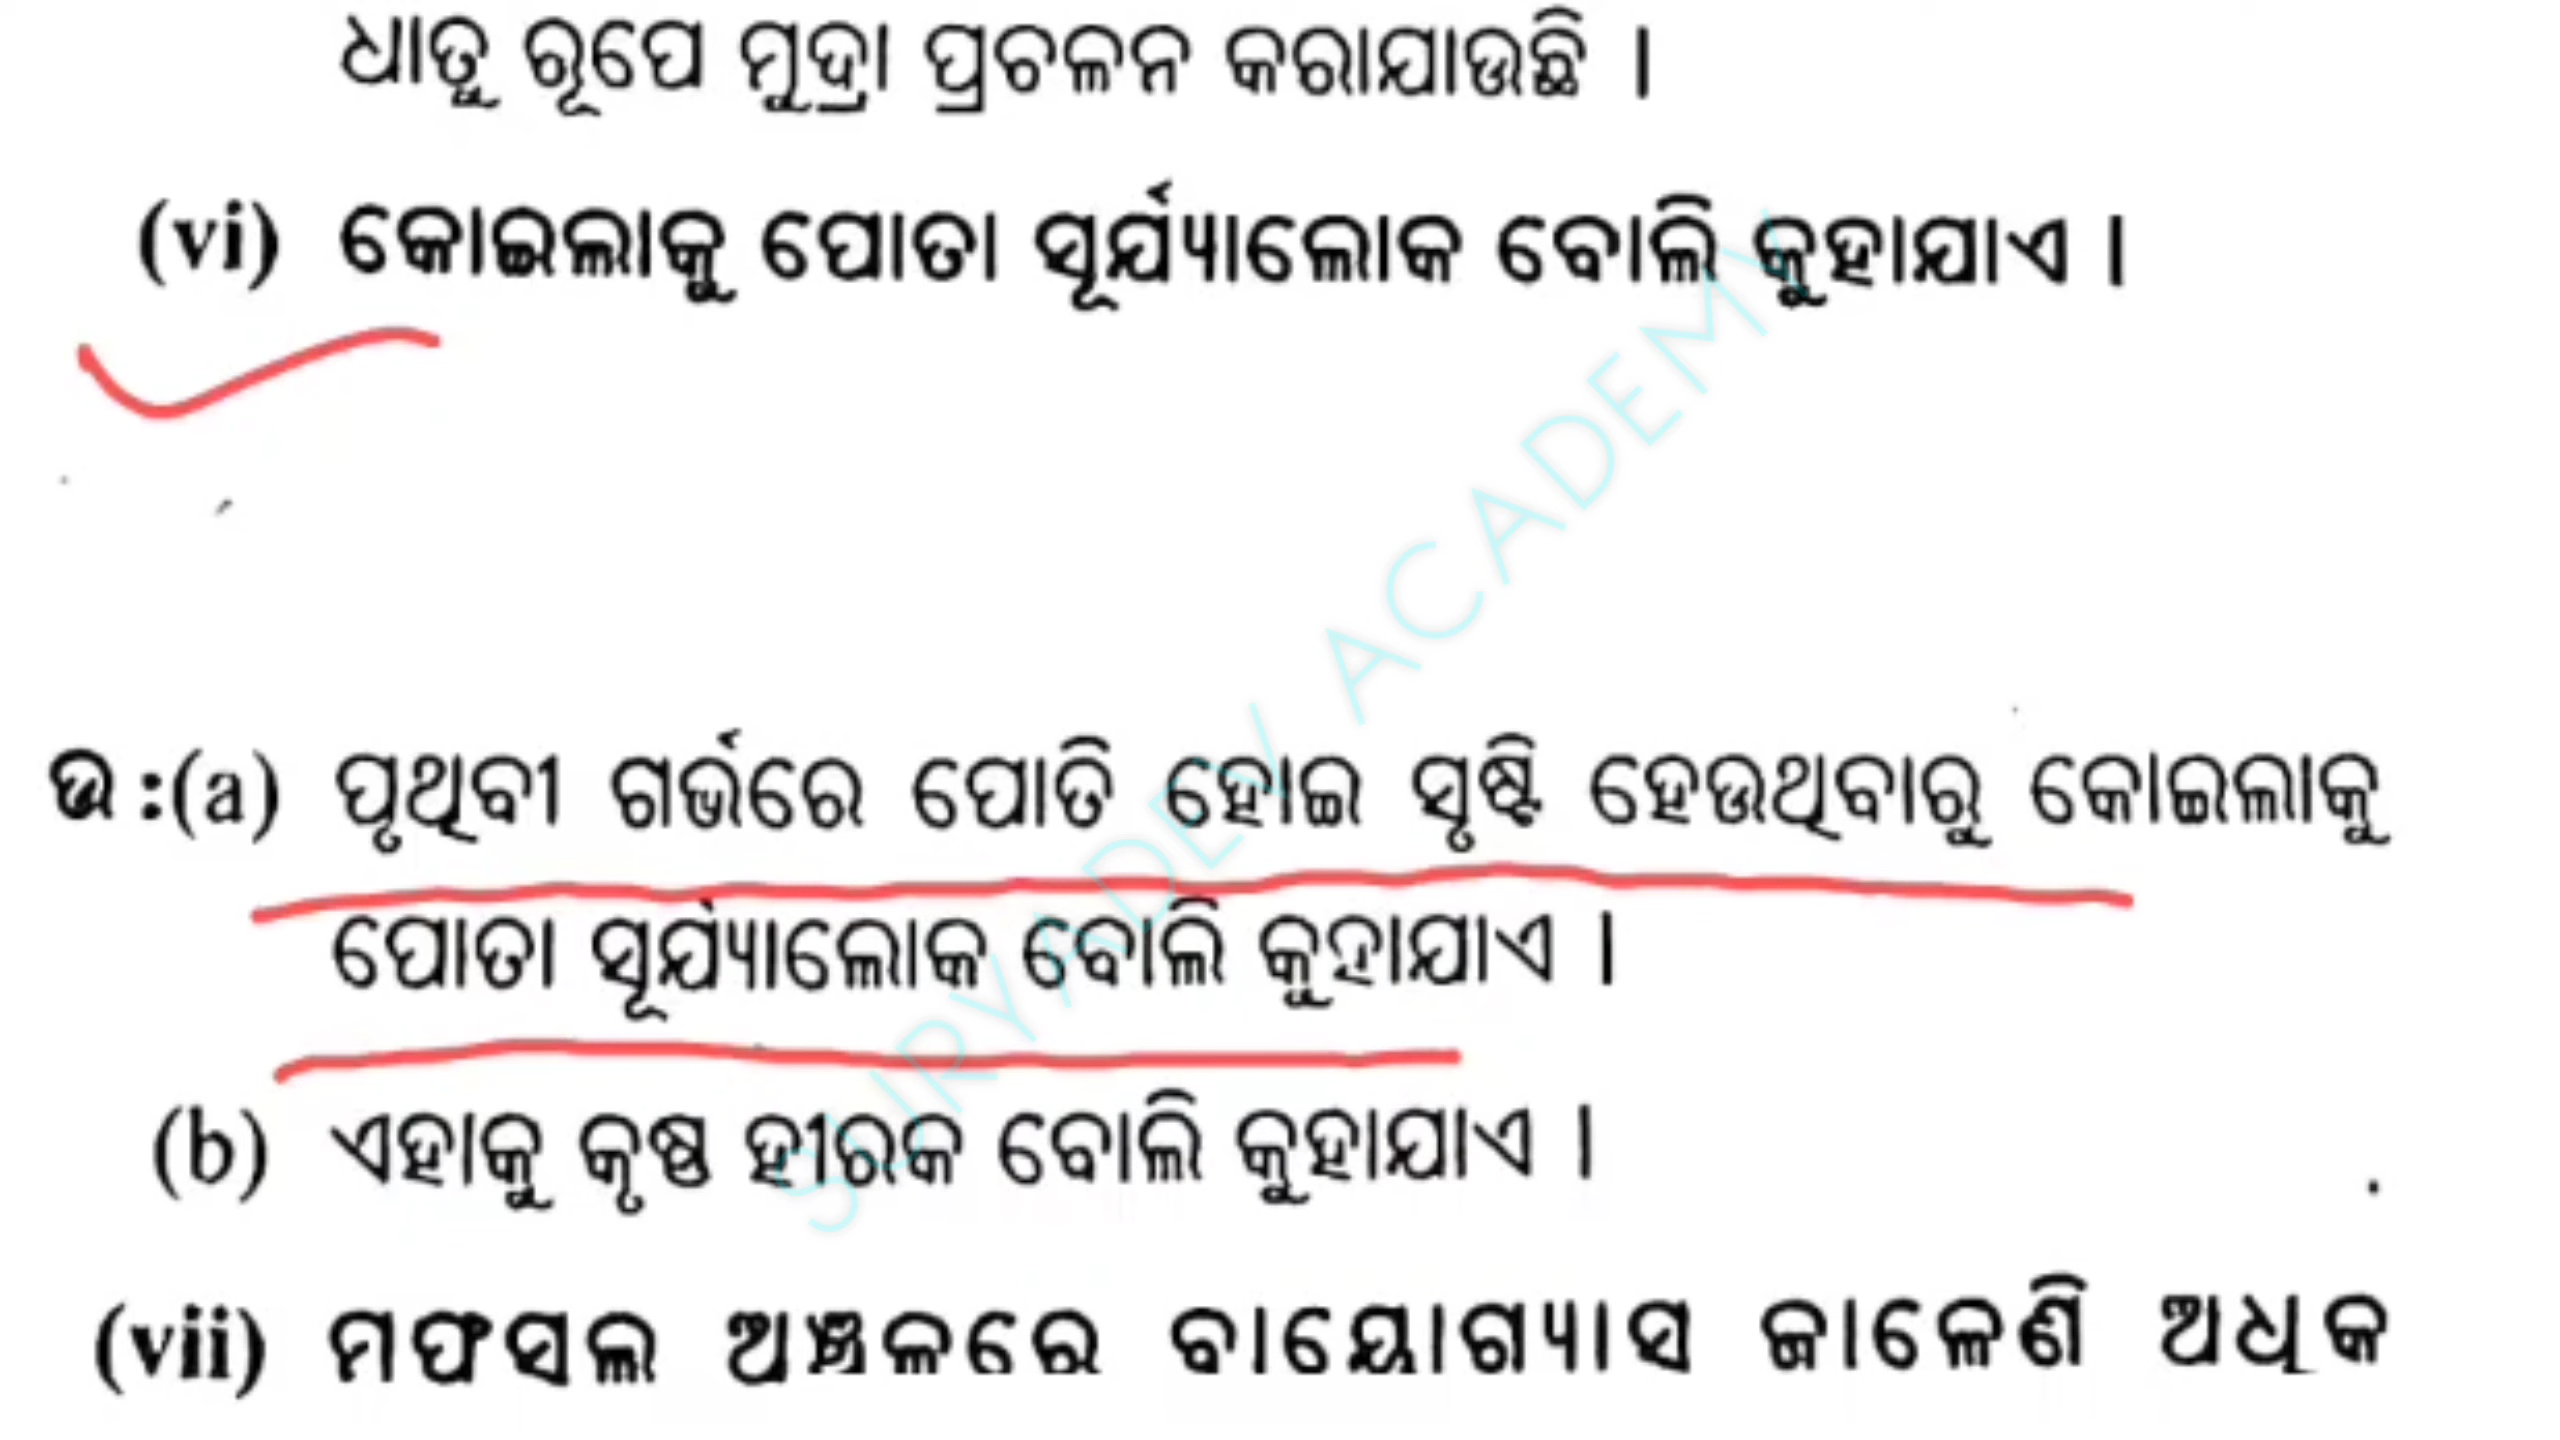 ଧାତୁ ରୂପେ ମୁଦ୍ରା ପ୍ରଚଳନ କରାଯାଉଛି ।
(vi) କୋଇଲାକୁ ପୋତା ସୂର୍ଯ୍ୟାଲୋକ ବୋଲି କୁହାଯାଏ ।
ଉ :(a) ପୃଥିବୀ ଗର୍ଭରେ ପୋତି ହୋଇ ସୃଷ୍ଟି ହେଉଥିବାରୁ କୋଇଲାକୁ
ପୋତା ସୂର୍ଯ୍ୟାଲୋକ ବୋଲି କୁହାଯାଏ ।
(b) ଏହାକୁ କୃଷ୍ଣ ହୀରକ ବୋଲି କୁହାଯାଏ ।
(vii) ମଫସଲ ଅଞ୍ଚଳରେ ବାୟୋଗ୍ୟାସ ଜାଳେଣି ଅଧିକ
SURYADEV ACADEMY